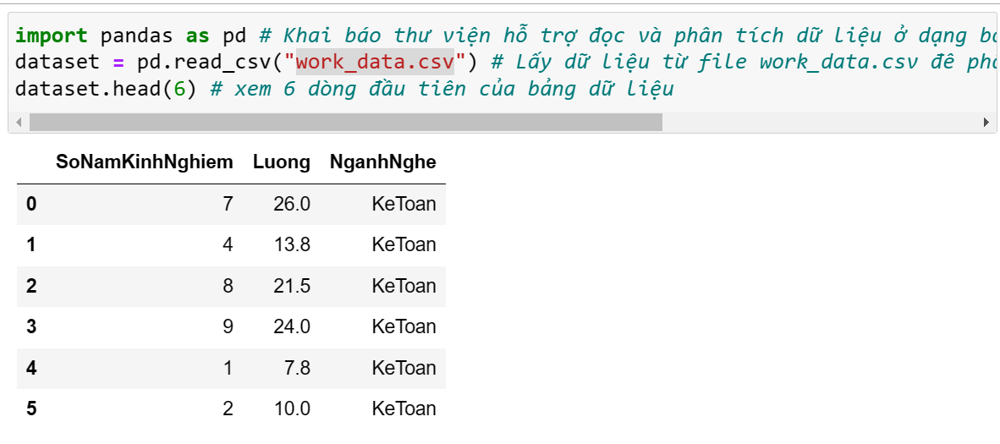 import pandas as pd # Khai báo thư viện hỗ trợ đọc và phân tích dữ liệu ở dạng
dataset = pd.read_csv("work_data.csv") # Lấy dữ liệu từ file work_data.csv để
dataset.head(6) # xem 6 dòng đầu tiên của bảng dữ liệu
SoNamKinhNghiem Luong NganhNghe
0 7 26.0 KeToan
1 4 13.8 KeToan
2 8 21.5 KeToan
3 9 24.0 KeToan
4 1 7.8 KeToan
5 2 10.0 KeToan